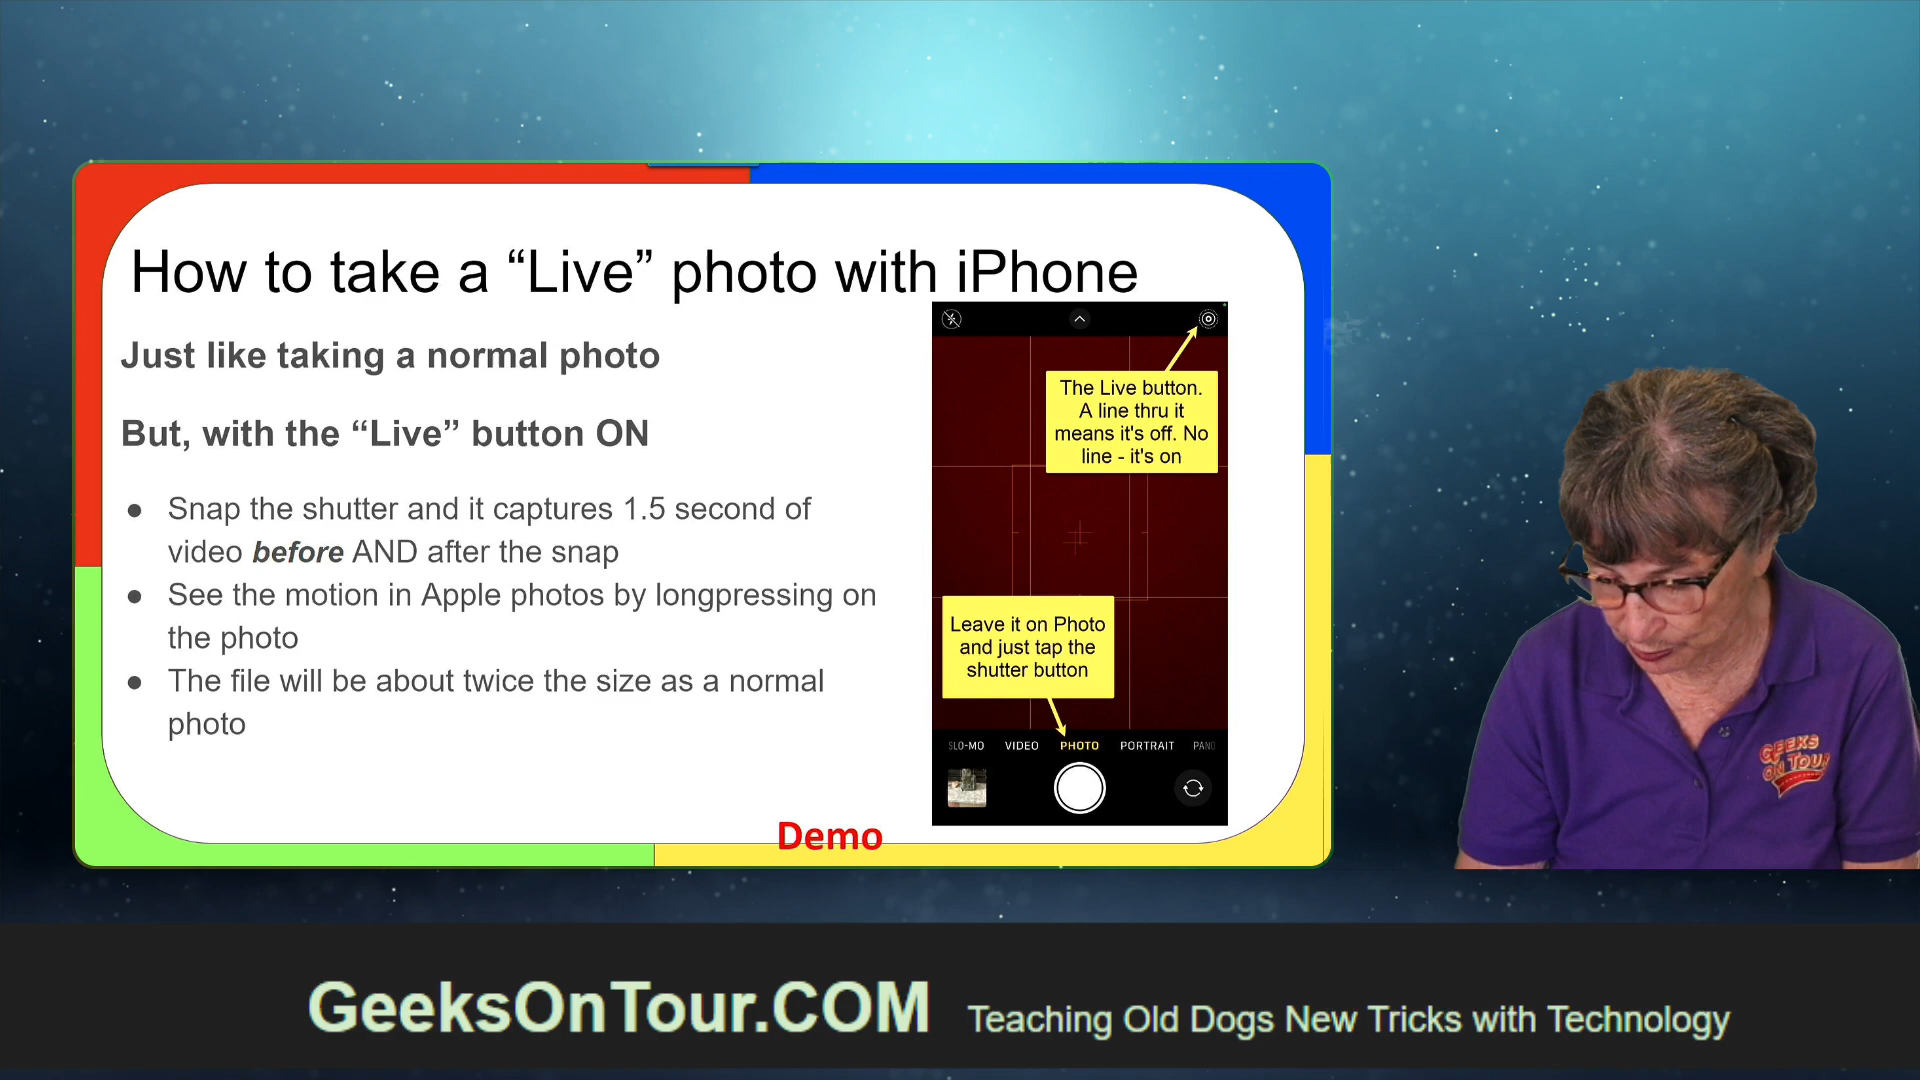 How to take a “Live” photo with iPhone
Just like taking a normal photo
But, with the “Live” button ON
● Snap the shutter and it captures 1.5 second of
video before AND after the snap
● See the motion in Apple photos by longpressing on
the photo
● The file will be about twice the size as a normal
photo
The Live button.
A line thru it
means it's off. No
line - it's on
Leave it on Photo
and just tap the
shutter button
SLO-MO VIDEO PHOTO PORTRAIT PANO
Demo
GEEKS
ON TOUR
GeeksOnTour.COM Teaching Old Dogs New Tricks with Technology